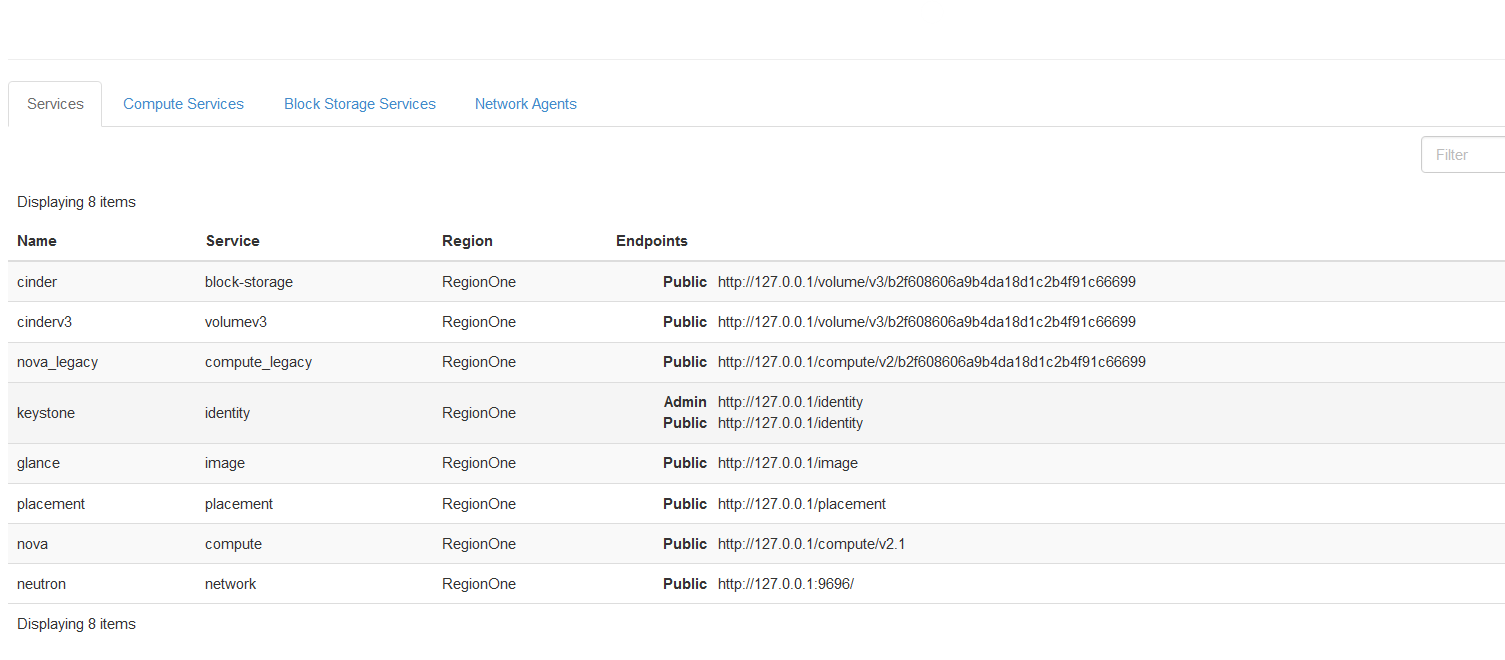 Services Compute Services Block Storage Services Network Agents
Filter
Displaying 8 items
Name Service Region Endpoints
cinder block-storage RegionOne Public http://127.0.0.1/volume/v3/b2f608606a9b4da18d1c2b4f91c66699
cinderv3 volumev3 RegionOne Public http://127.0.0.1/volume/v3/b2f608606a9b4da18d1c2b4f91c66699
nova_legacy compute_legacy RegionOne Public http://127.0.0.1/compute/v2/b2f608606a9b4da18d1c2b4f91c66699
keystone identity RegionOne Admin http://127.0.0.1/identity
Public http://127.0.0.1/identity
glance image RegionOne Public http://127.0.0.1/image
placement placement RegionOne Public http://127.0.0.1/placement
nova compute RegionOne Public http://127.0.0.1/compute/v2.1
neutron network RegionOne Public http://127.0.0.1:9696/
Displaying 8 items